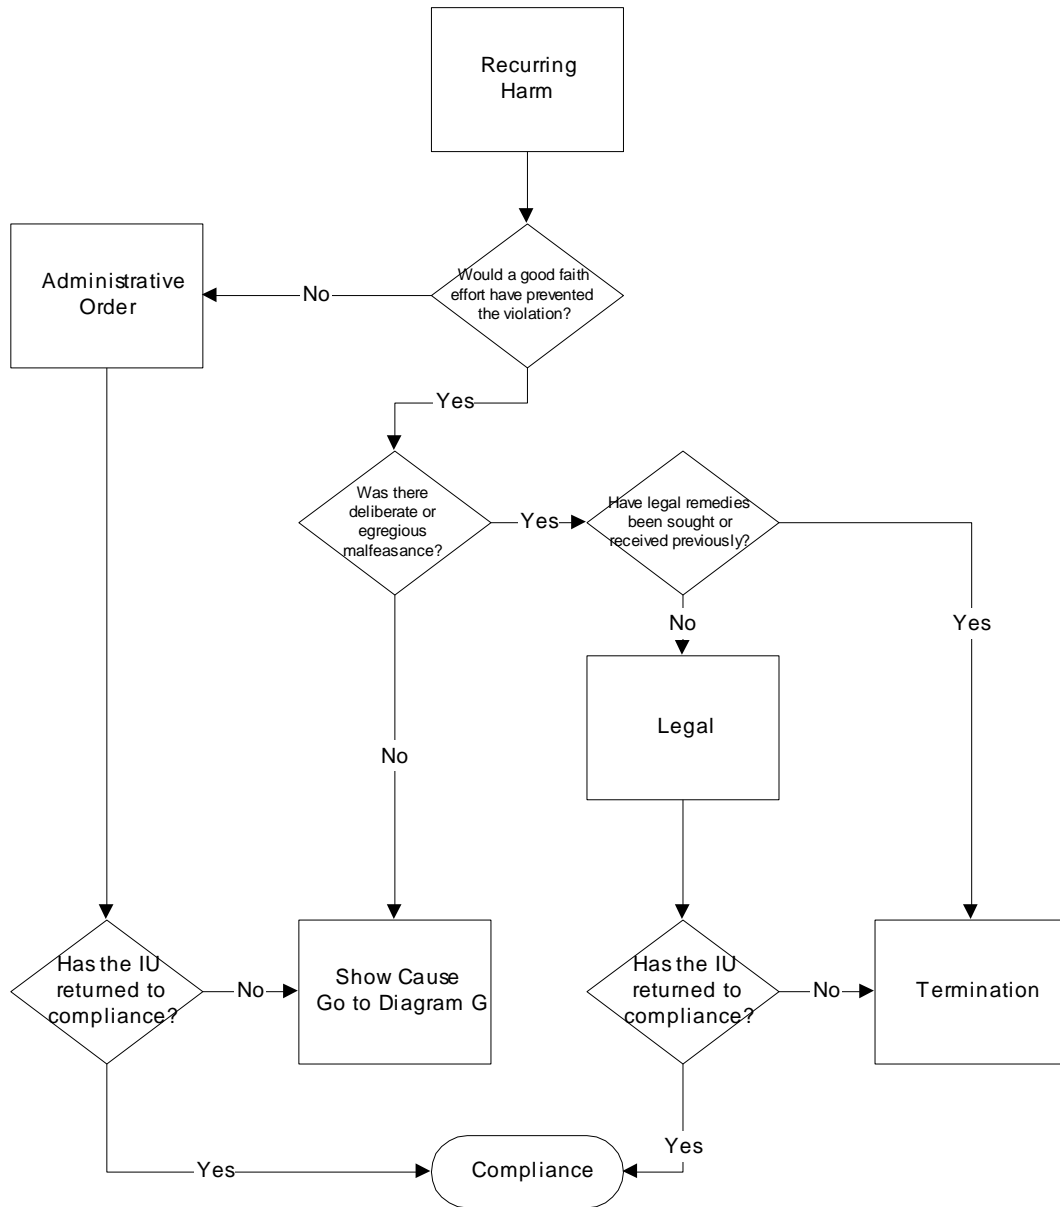 Recurring
Harm
Would a good faith
effort have prevented
the violation?
No
Administrative
Order
Yes
Was there
deliberate or
egregious
malfeasance?
Yes
Have legal remedies
been sought or
received previously?
No
Yes
Legal
No
Has the IU
returned to
compliance?
No
Show Cause
Go to Diagram G
Has the IU
returned to
compliance?
No
Termination
Yes
Compliance
Yes